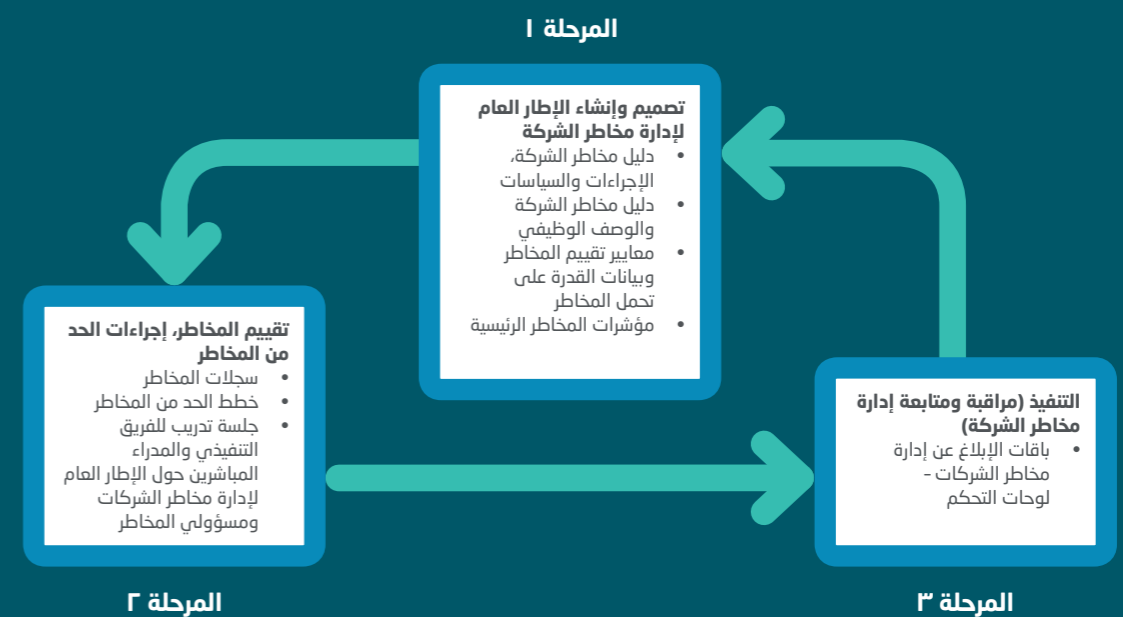 المرحلة ١
تصميم وإنشاء الإطار العام
لإدارة مخاطر الشركة
• دليل مخاطر الشركة،
الإجراءات والسياسات
• دليل مخاطر الشركة
والوصف الوظيفي
• معايير تقييم المخاطر
وبيانات القدرة على
تحمل المخاطر
• مؤشرات المخاطر الرئيسية
تقييم المخاطر، إجراءات الحد
من المخاطر
• سجلات المخاطر
• خطط الحد من المخاطر
• جلسة تدريب للفريق
التنفيذي والمدراء
المباشرين حول الإطار العام
لإدارة مخاطر الشركات
ومسؤولي المخاطر
المرحلة ٢
التنفيذ (مراقبة ومتابعة إدارة
مخاطر الشركة)
• باقات الإبلاغ عن إدارة
مخاطر الشركات –
لوحات التحكم
المرحلة ٣